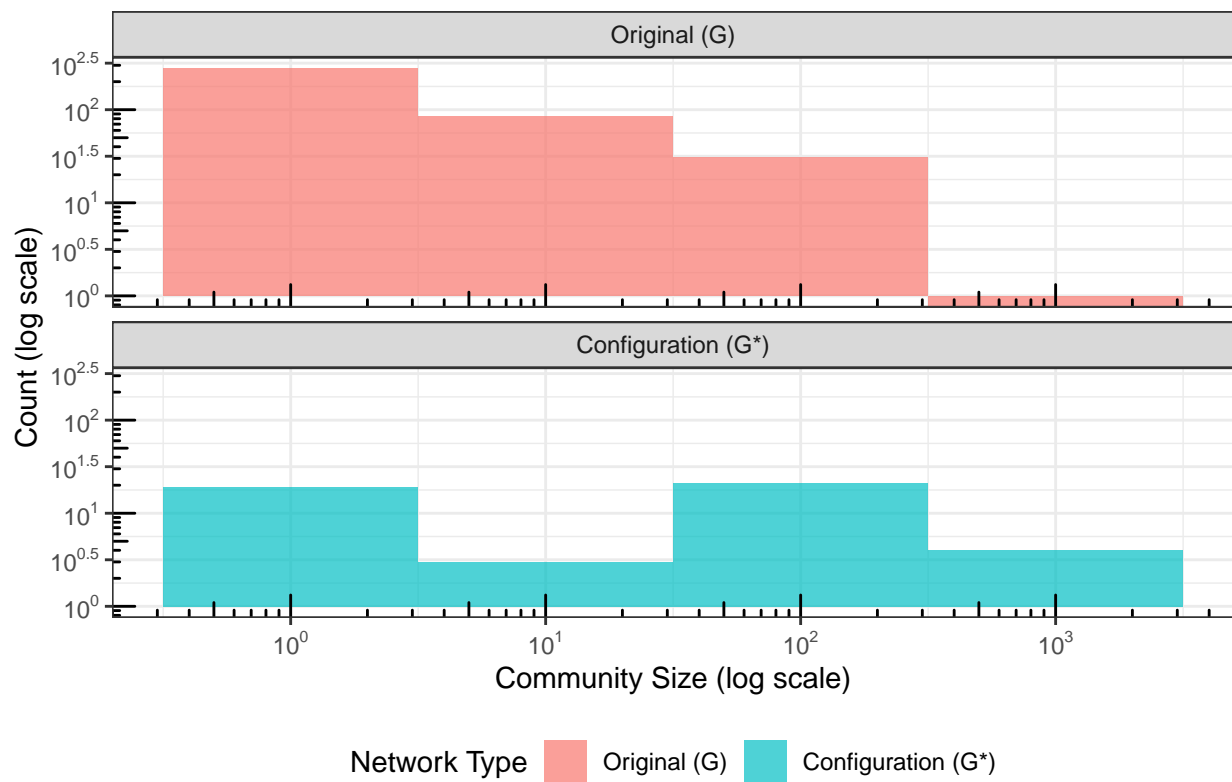 Original (G)
10^2.5
10^2
10^1.5
10^1
10^0.5
10^0
Configuration (G*)
10^2.5
10^2
10^1.5
10^1
10^0.5
10^0
Count (log scale)
10^0 10^1 10^2 10^3
Community Size (log scale)
Network Type Original (G) Configuration (G*)